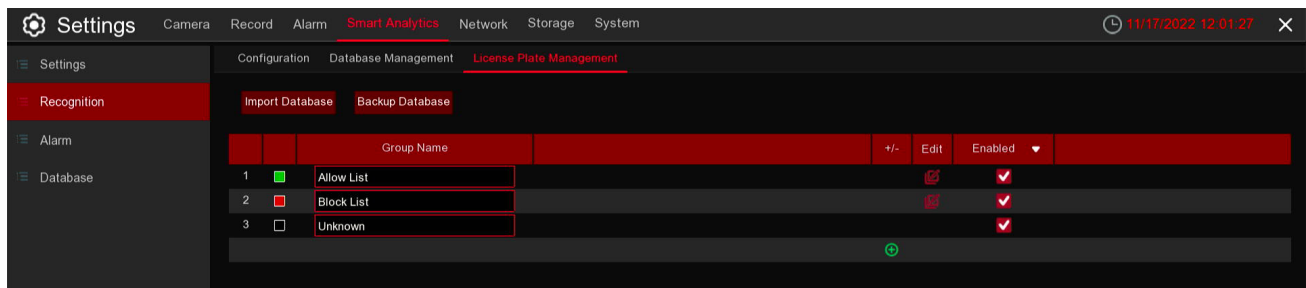 Settings Camera Record Alarm Smart Analytics Network Storage System 11/17/2022 12:01:27
Settings
Recognition
Alarm
Database
Configuration Database Management License Plate Management
Import Database Backup Database
Group Name +/- Edit Enabled
1 Allow List
2 Block List
3 Unknown